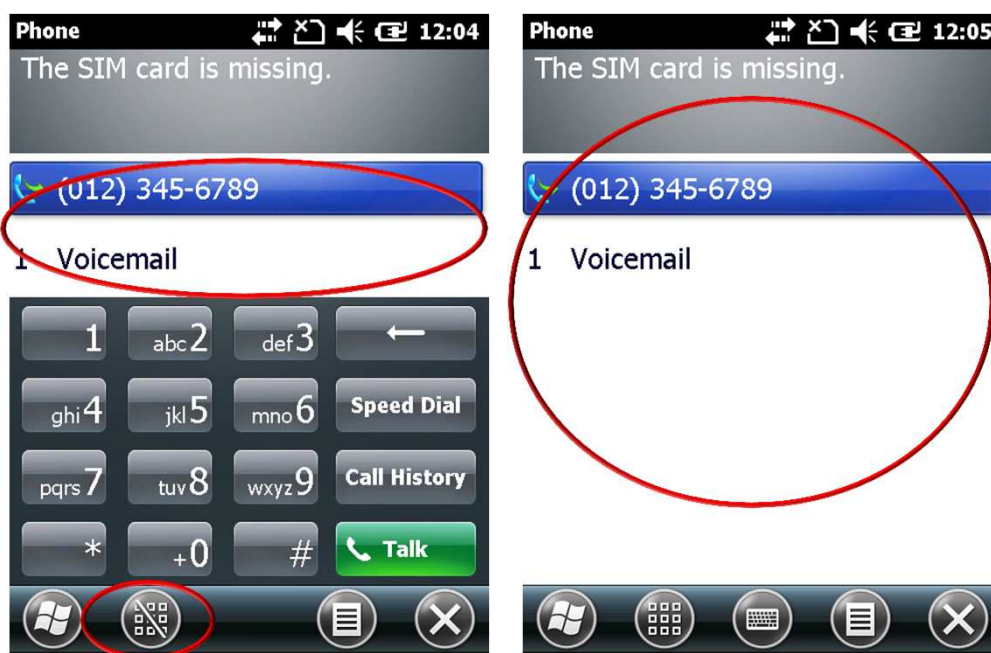 Phone 12:04
The SIM card is missing.
(012) 345-6789
1 Voicemail
1 abc2 def3
ghi4 jkl5 mno6 Speed Dial
pqrs7 tuv8 wxyz9 Call History
* +0 # Talk
Phone 12:05
The SIM card is missing.
(012) 345-6789
1 Voicemail